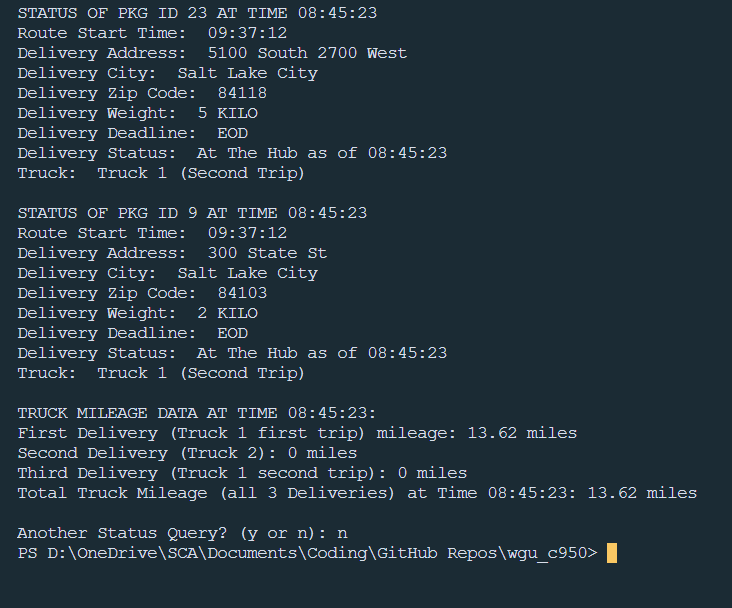 STATUS OF PKG ID 23 AT TIME 08:45:23
Route Start Time:  09:37:12
Delivery Address:  5100 South 2700 West
Delivery City:  Salt Lake City
Delivery Zip Code:  84118
Delivery Weight:  5 KILO
Delivery Deadline:  EOD
Delivery Status:  At The Hub as of 08:45:23
Truck:  Truck 1 (Second Trip)

STATUS OF PKG ID 9 AT TIME 08:45:23
Route Start Time:  09:37:12
Delivery Address:  300 State St
Delivery City:  Salt Lake City
Delivery Zip Code:  84103
Delivery Weight:  2 KILO
Delivery Deadline:  EOD
Delivery Status:  At The Hub as of 08:45:23
Truck:  Truck 1 (Second Trip)

TRUCK MILEAGE DATA AT TIME 08:45:23:
First Delivery (Truck 1 first trip) mileage: 13.62 miles
Second Delivery (Truck 2): 0 miles
Third Delivery (Truck 1 second trip): 0 miles
Total Truck Mileage (all 3 Deliveries) at Time 08:45:23: 13.62 miles

Another Status Query? (y or n): n
PS D:\OneDrive\SCA\Documents\Coding\GitHub Repos\wgu_c950>